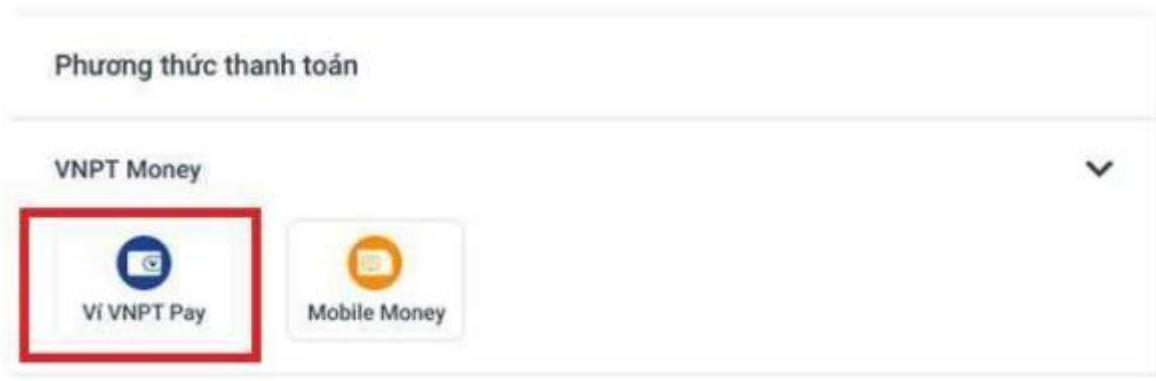 Phương thức thanh toán
VNPT Money
Ví VNPT Pay
Mobile Money